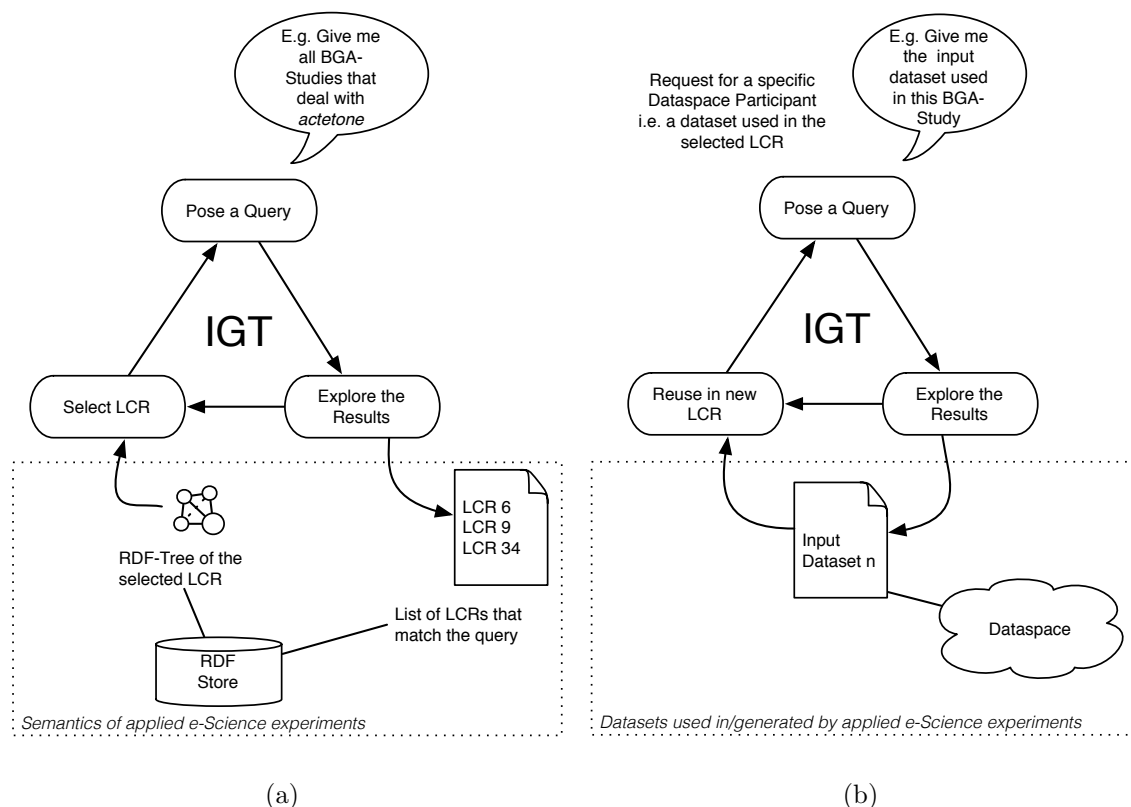 E.g. Give me
all BGA-
Studies that
deal with
actetone
Pose a Query
IGT
Select LCR
Explore the
Results
LCR 6
LCR 9
LCR 34
RDF-Tree of the
selected LCR
List of LCRs that
match the query
RDF
Store
Semantics of applied e-Science experiments
(a)
E.g. Give me
the input
dataset used
in this BGA-
Study
Request for a specific
Dataspace Participant
i.e. a dataset used in the
selected LCR
Pose a Query
IGT
Reuse in new
LCR
Explore the
Results
Input
Dataset n
Dataspace
Datasets used in/generated by applied e-Science experiments
(b)